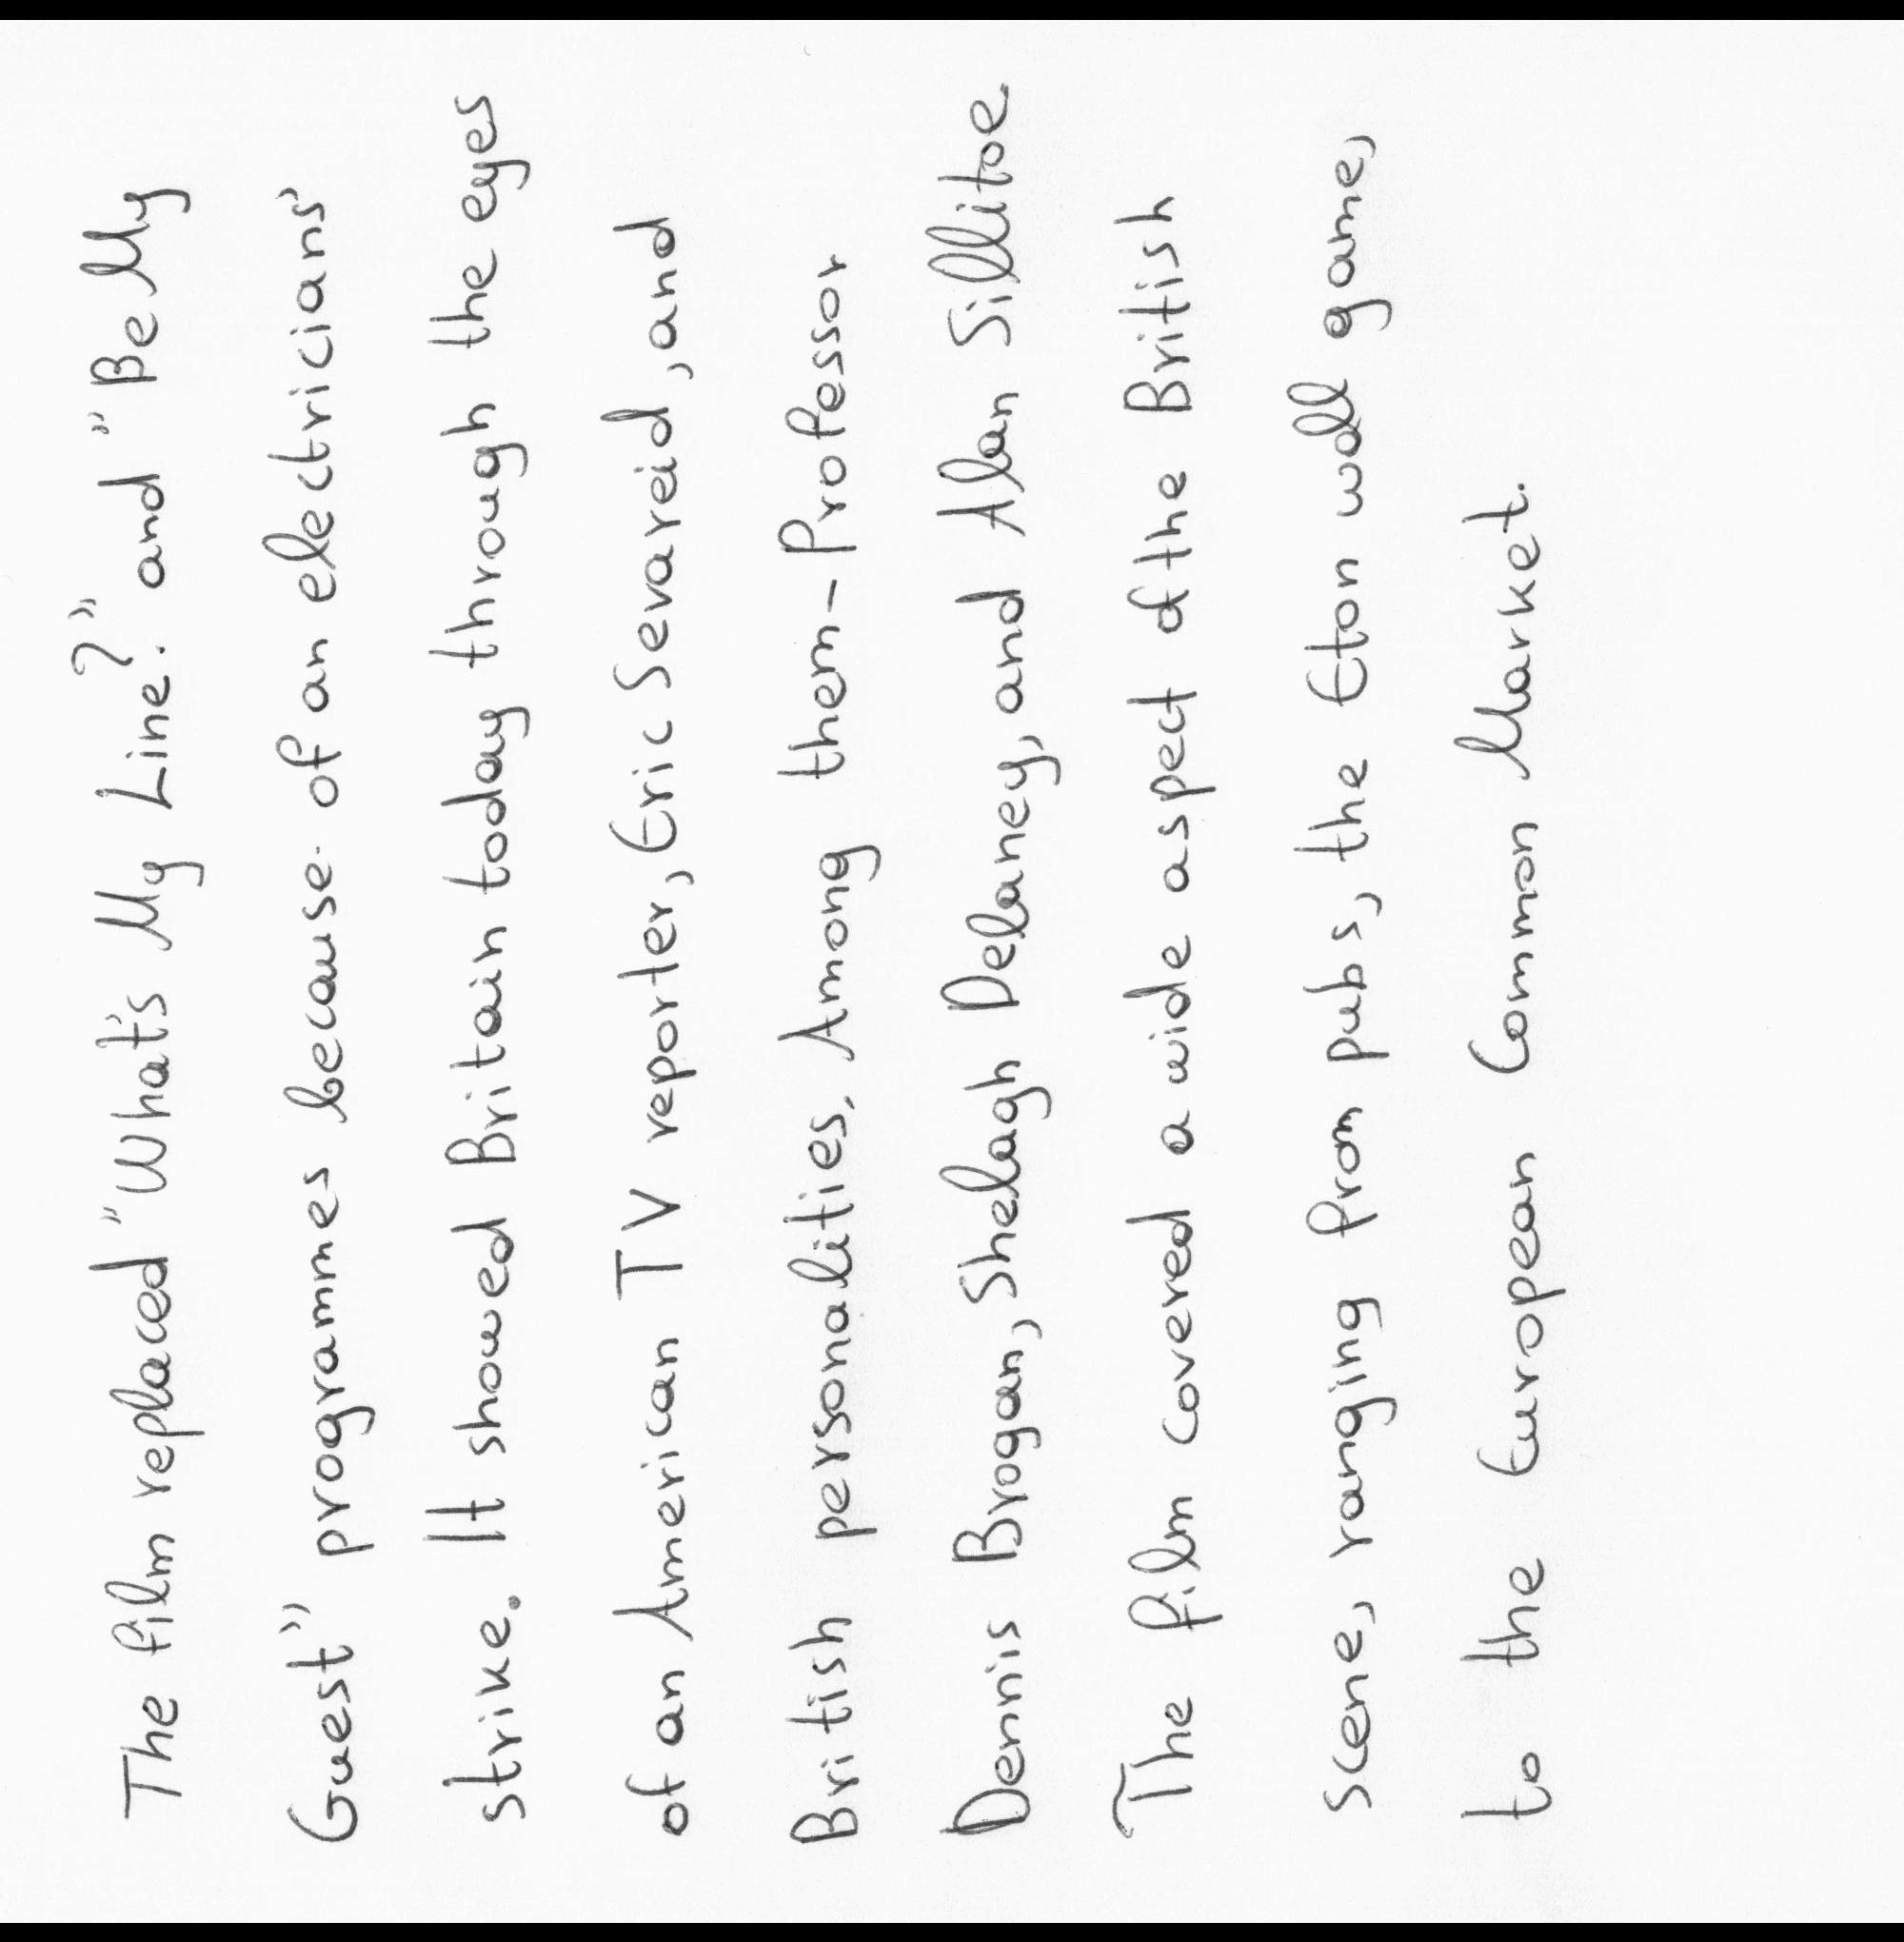 The film replaced "What's My Line?" and "Be My
Guest" programmes because of an electricians'
strike. It showed Britain today through the eyes
of an American TV reporter, Eric Sevareid, and
British personalities. Among them - Professor
Dennis Brogan, Shelagh Delaney, and Alan Sillitoe.
The film covered a wide aspect of the British
scene, ranging from pubs, the Eton wall game,
to the European Common Market.